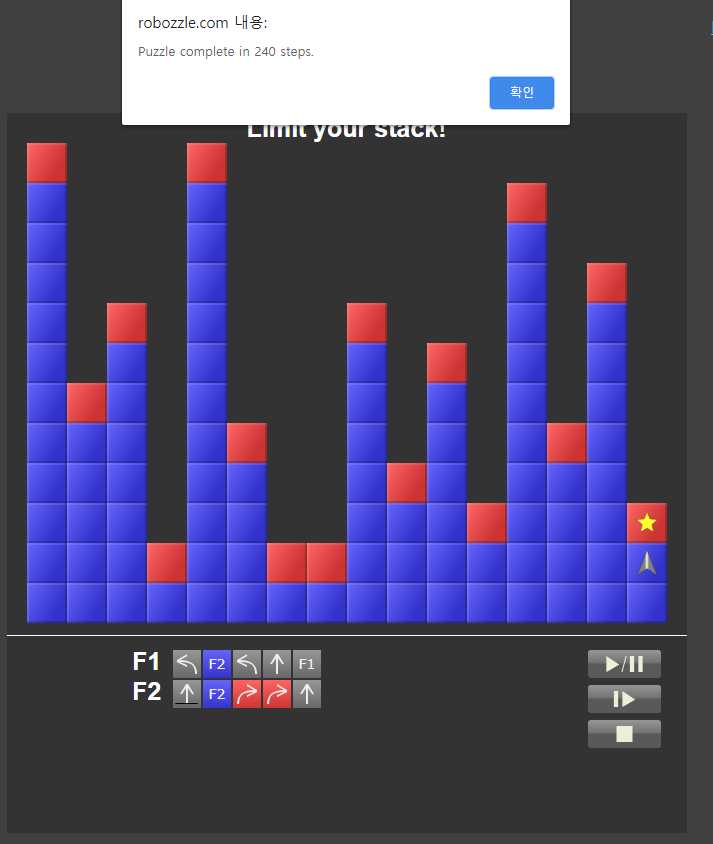 robozzle.com 내용:
Puzzle complete in 240 steps.
확인
Limit your stack!
F1 F2 F1
F2 F2